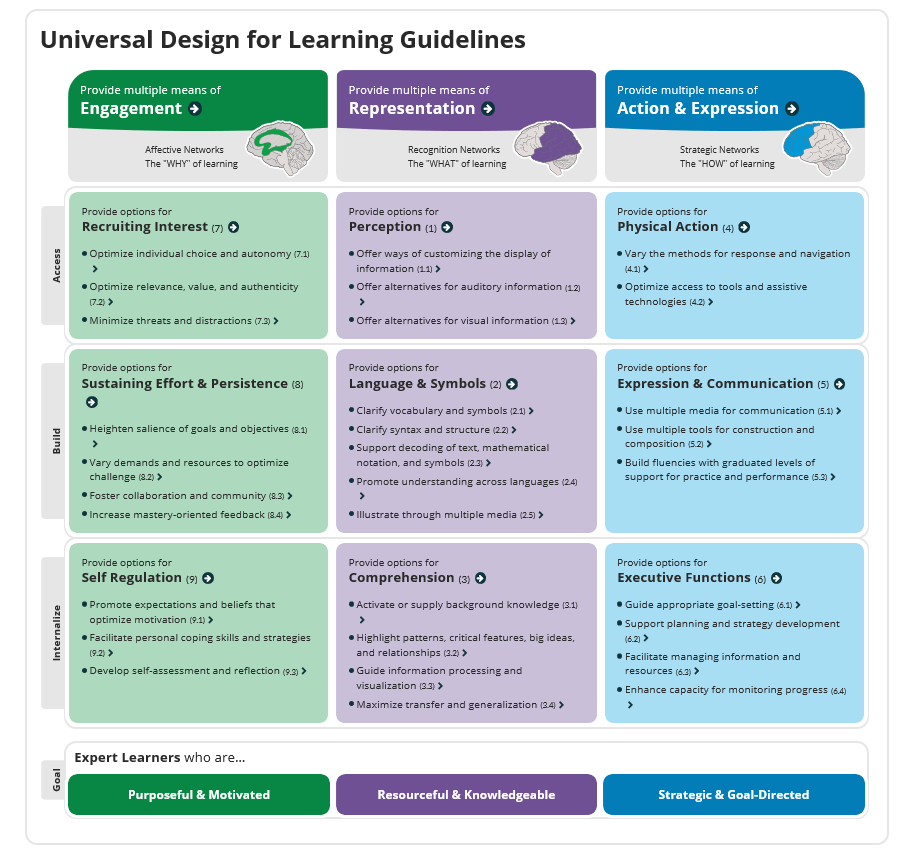 Universal Design for Learning Guidelines
Provide multiple means of
Engagement
Affective Networks
The "WHY" of learning
Provide multiple means of
Representation
Recognition Networks
The "WHAT" of learning
Provide multiple means of
Action & Expression
Strategic Networks
The "HOW" of learning
Access
Provide options for
Recruiting Interest (7)
Optimize individual choice and autonomy (7.1)
Optimize relevance, value, and authenticity
(7.2)
Minimize threats and distractions (7.3)
Provide options for
Perception (1)
Offer ways of customizing the display of
information (1.1)
Offer alternatives for auditory information (1.2)
Offer alternatives for visual information (1.3)
Provide options for
Physical Action (4)
Vary the methods for response and navigation
(4.1)
Optimize access to tools and assistive
technologies (4.2)
Build
Provide options for
Sustaining Effort & Persistence (8)
Heighten salience of goals and objectives (8.1)
Vary demands and resources to optimize
challenge (8.2)
Foster collaboration and community (8.3)
Increase mastery-oriented feedback (8.4)
Provide options for
Language & Symbols (2)
Clarify vocabulary and symbols (2.1)
Clarify syntax and structure (2.2)
Support decoding of text, mathematical
notation, and symbols (2.3)
Promote understanding across languages (2.4)
Illustrate through multiple media (2.5)
Provide options for
Expression & Communication (5)
Use multiple media for communication (5.1)
Use multiple tools for construction and
composition (5.2)
Build fluencies with graduated levels of
support for practice and performance (5.3)
Internalize
Provide options for
Self Regulation (9)
Promote expectations and beliefs that
optimize motivation (9.1)
Facilitate personal coping skills and strategies
(9.2)
Develop self-assessment and reflection (9.3)
Provide options for
Comprehension (3)
Activate or supply background knowledge (3.1)
Highlight patterns, critical features, big ideas,
and relationships (3.2)
Guide information processing and
visualization (3.3)
Maximize transfer and generalization (3.4)
Provide options for
Executive Functions (6)
Guide appropriate goal-setting (6.1)
Support planning and strategy development
(6.2)
Facilitate managing information and
resources (6.3)
Enhance capacity for monitoring progress (6.4)
Goal
Expert Learners who are...
Purposeful & Motivated
Resourceful & Knowledgeable
Strategic & Goal-Directed